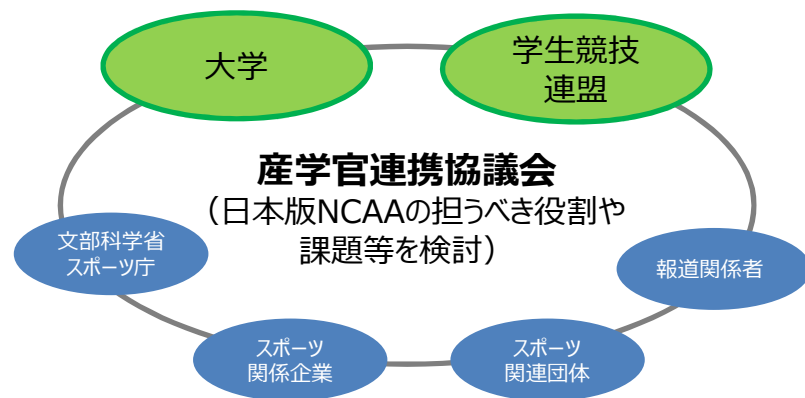 大学
学生競技
連盟
産学官連携協議会
（日本版NCAAの担うべき役割や
課題等を検討）
文部科学省
スポーツ庁
報道関係者
スポーツ
関係企業
スポーツ
関連団体